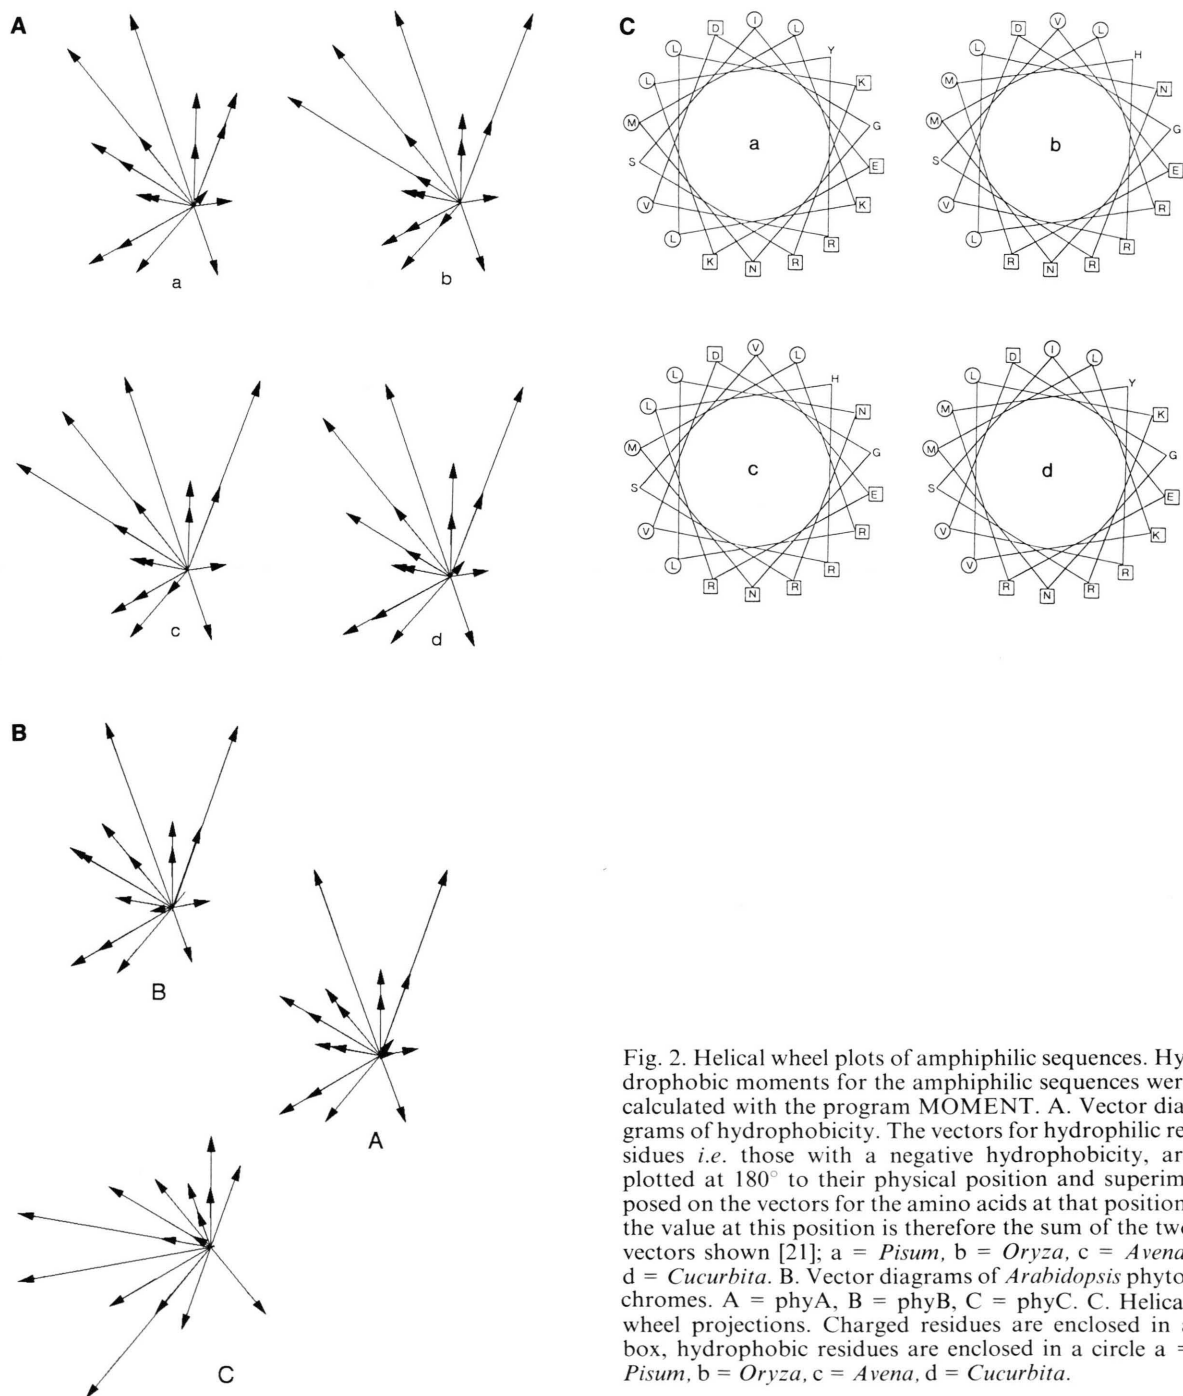 A
a
b
c
d
B
B
A
C
C
D
I
L
L
Y
L
K
M
G
a
S
E
V
K
L
R
K
N
R
D
V
L
L
H
M
N
M
G
b
S
E
V
R
L
R
R
N
R
D
V
L
L
H
L
N
M
G
c
S
E
V
R
L
R
R
N
R
D
I
L
L
Y
M
K
M
G
d
S
E
V
K
V
R
R
N
R
Fig. 2. Helical wheel plots of amphiphilic sequences. Hy-
drophobic moments for the amphiphilic sequences wer
calculated with the program MOMENT. A. Vector dia
grams of hydrophobicity. The vectors for hydrophilic re
sidues i.e. those with a negative hydrophobicity, ar
plotted at 180° to their physical position and superim
posed on the vectors for the amino acids at that position
the value at this position is therefore the sum of the two
vectors shown [21]; a = Pisum, b = Oryza, c = Avena
d = Cucurbita. B. Vector diagrams of Arabidopsis phyto
chromes. A = phyA, B = phyB, C = phyC. C. Helical
wheel projections. Charged residues are enclosed in a
box, hydrophobic residues are enclosed in a circle a =
Pisum, b = Oryza, c = Avena, d = Cucurbita.